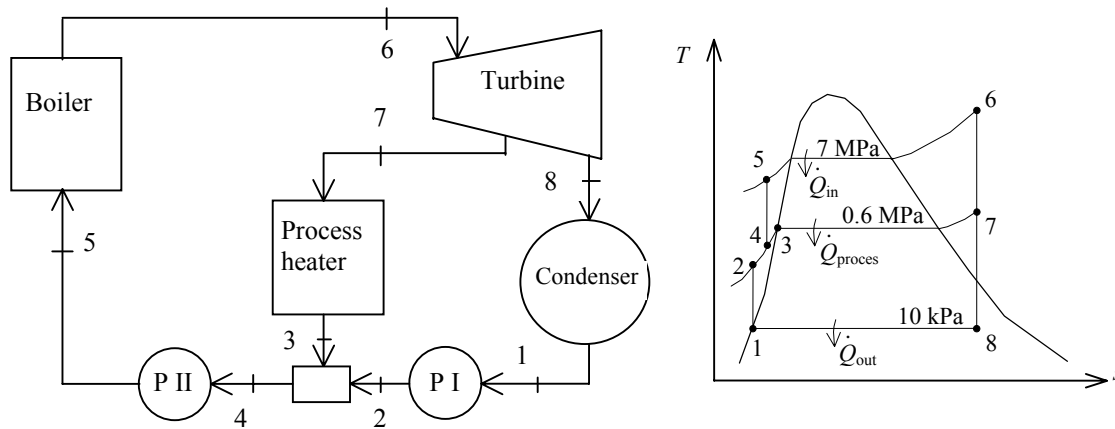 6
Turbine
Boiler
7
8
Process
heater
Condenser
5
3
1
P II
P I
4
2
T
6
7 MPa
5
Q̇in
0.6 MPa
7
4
3
2
Q̇proces
10 kPa
1
8
Q̇out